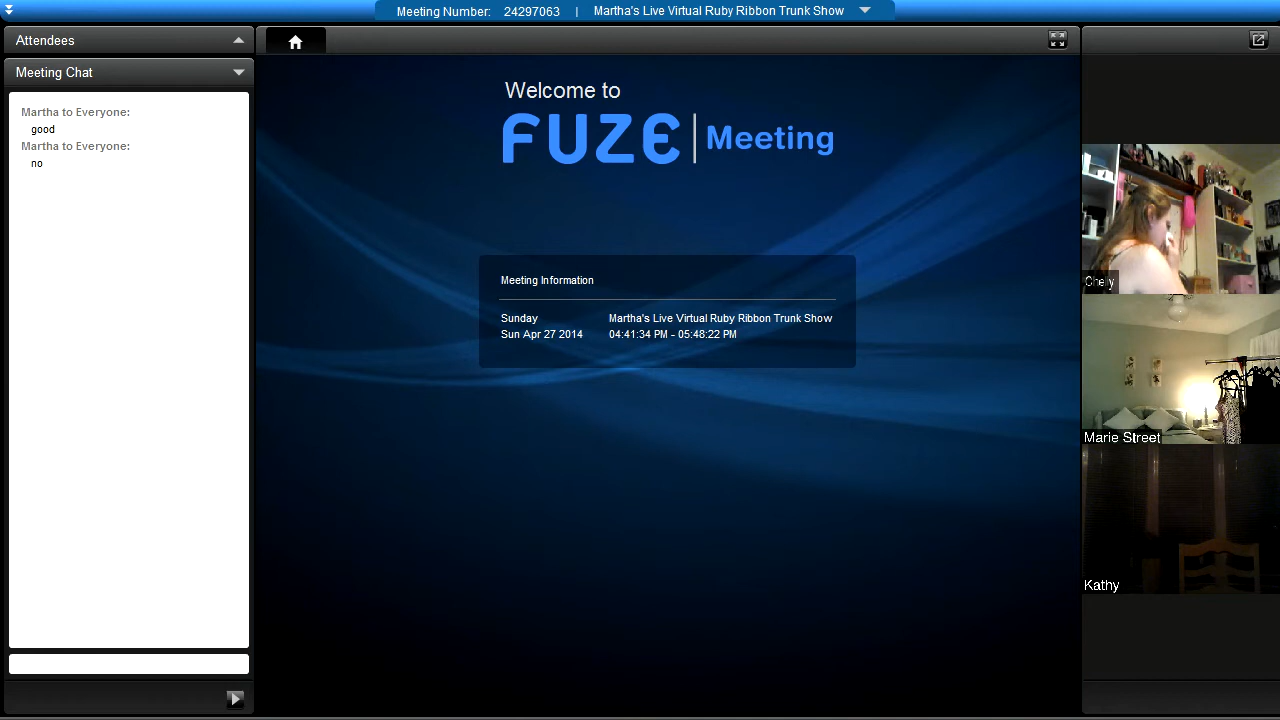 Meeting Number: 24297063 | Martha's Live Virtual Ruby Ribbon Trunk Show
Attendees
Meeting Chat
Martha to Everyone:
good
Martha to Everyone:
no
Welcome to
FUZE | Meeting
Meeting Information
Sunday Martha's Live Virtual Ruby Ribbon Trunk Show
Sun Apr 27 2014 04:41:34 PM - 05:48:22 PM
Chelly
Marie Street
Kathy